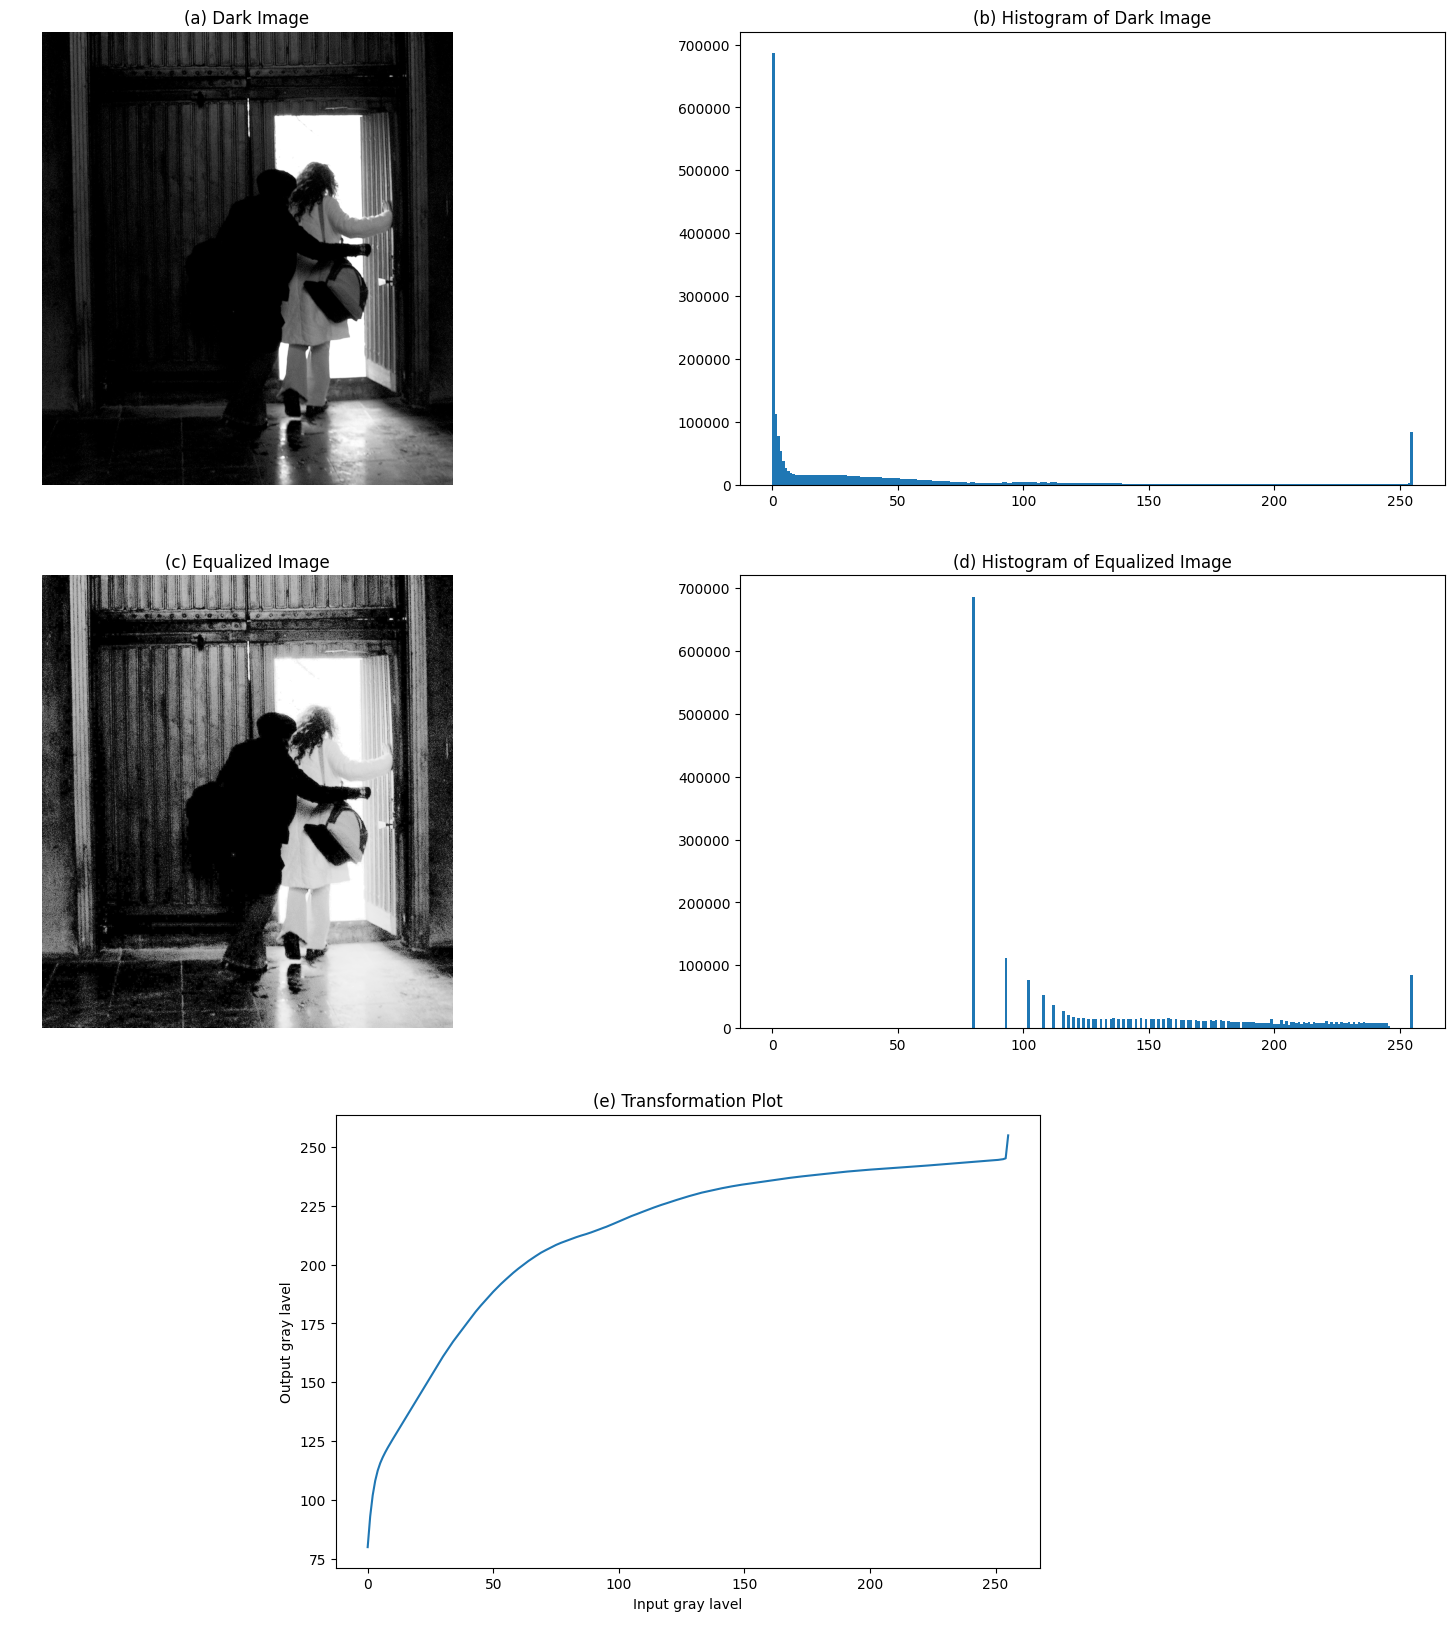 (a) Dark Image
(b) Histogram of Dark Image
700000
600000
500000
400000
300000
200000
100000
0
0 50 100 150 200 250
(c) Equalized Image
(d) Histogram of Equalized Image
700000
600000
500000
400000
300000
200000
100000
0
0 50 100 150 200 250
(e) Transformation Plot
Output gray lavel
250
225
200
175
150
125
100
75
0 50 100 150 200 250
Input gray lavel